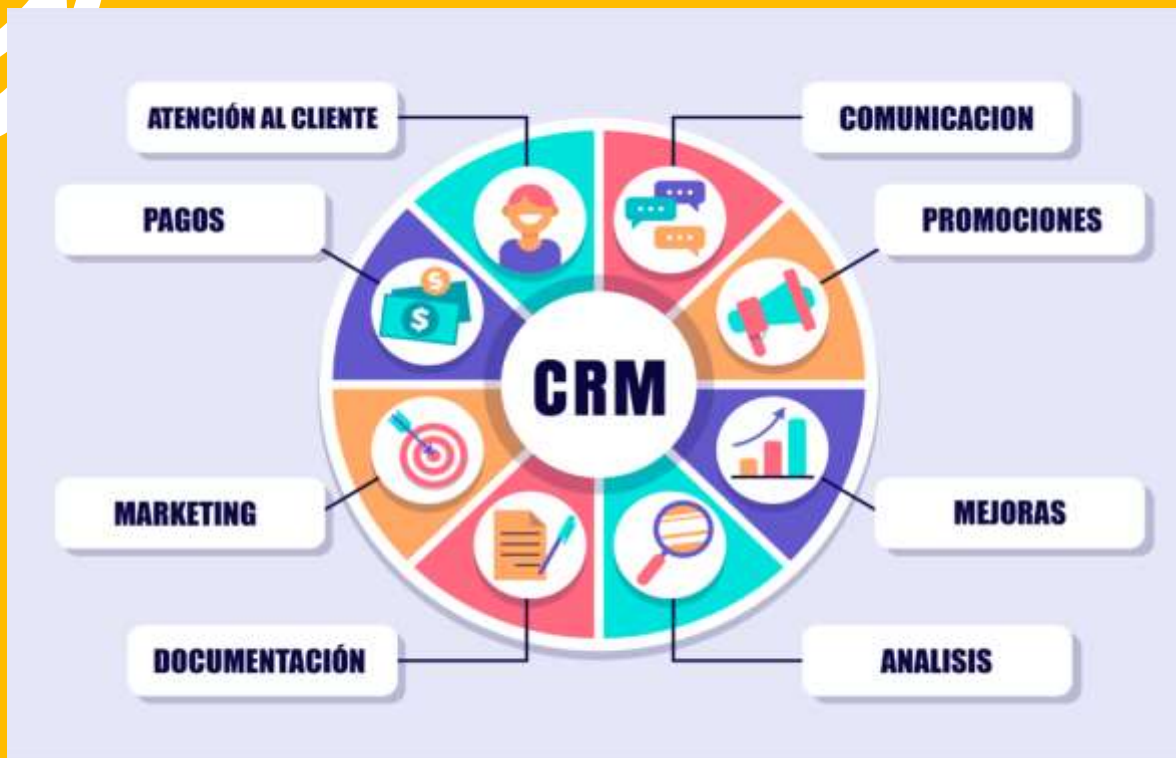 ATENCIÓN AL CLIENTE
COMUNICACION
PAGOS
PROMOCIONES
$
$
CRM
MARKETING
MEJORAS
DOCUMENTACIÓN
ANALISIS